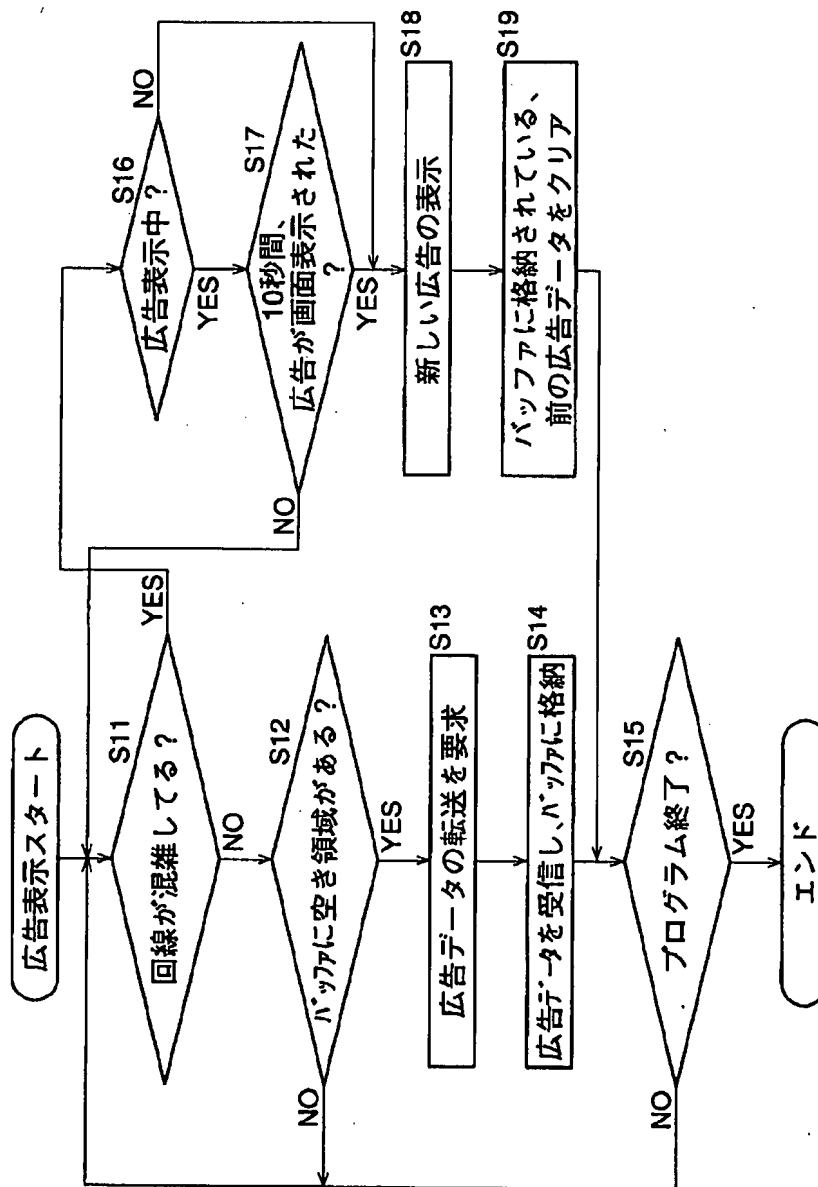 広告表示スタート
S11
回線が混雑してる？
YES
NO
S12
バッファに空き領域がある？
NO
YES
S13
広告データの転送を要求
S14
広告データを受信し、バッファに格納
S15
プログラム終了？
NO
YES
エンド
S16
広告表示中？
NO
YES
S17
10秒間、
広告が画面表示された
？
NO
YES
S18
新しい広告の表示
S19
バッファに格納されている、
前の広告データをクリア